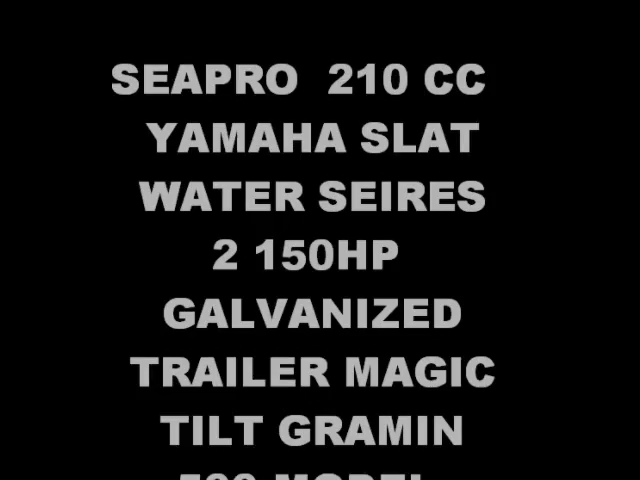 SEAPRO 210 CC
YAMAHA SLAT
WATER SEIRES
2 150HP
GALVANIZED
TRAILER MAGIC
TILT GRAMIN